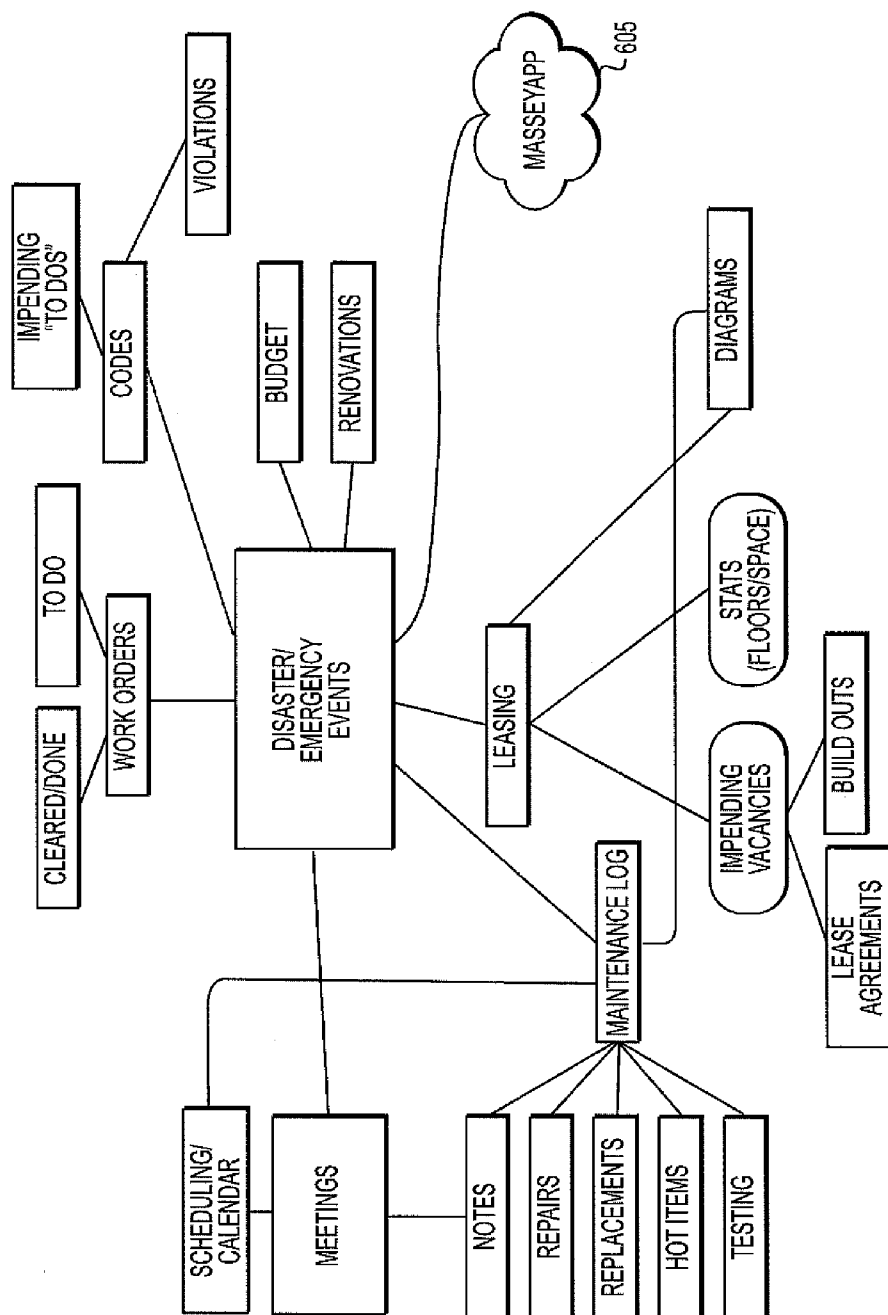 SCHEDULING/
CALENDAR
MEETINGS
NOTES
REPAIRS
REPLACEMENTS
HOT ITEMS
TESTING
CLEARED/DONE
TO DO
WORK ORDERS
IMPENDING
"TO DOS"
CODES
VIOLATIONS
DISASTER/
EMERGENCY
EVENTS
BUDGET
RENOVATIONS
MAINTENANCE LOG
LEASING
IMPENDING
VACANCIES
STATS
(FLOORS/SPACE)
DIAGRAMS
LEASE
AGREEMENTS
BUILD OUTS
MASSEYAPP
605